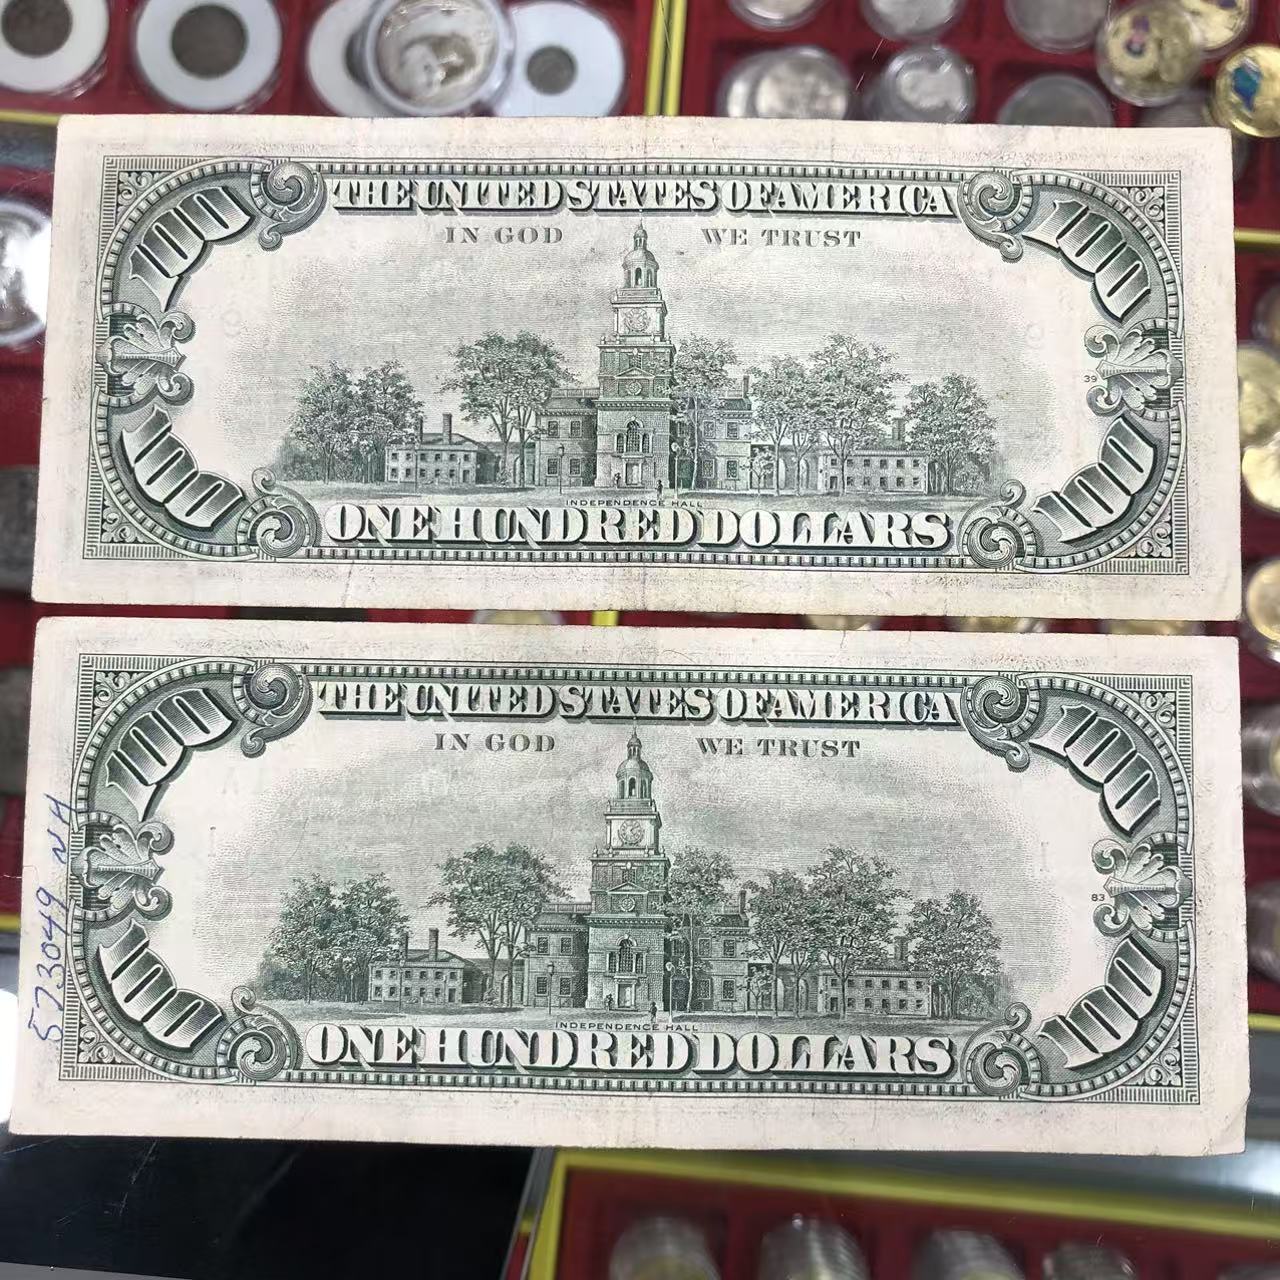 THE UNITED STATES OF AMERICA
IN GOD WE TRUST
100 100
39
100 100
INDEPENDENCE HALL
ONE HUNDRED DOLLARS
THE UNITED STATES OF AMERICA
IN GOD WE TRUST
100 100
83
100 100
INDEPENDENCE HALL
ONE HUNDRED DOLLARS
573049 NH